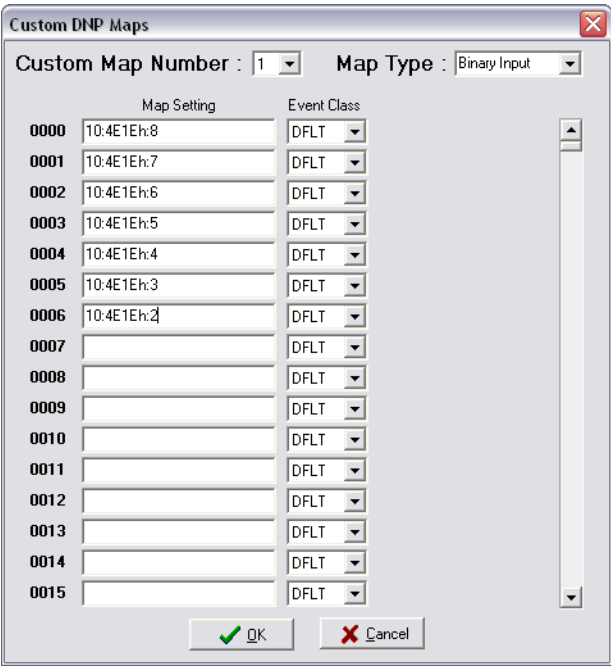 Custom DNP Maps
Custom Map Number : 1 Map Type : Binary Input
Map Setting Event Class
0000 10:4E1Eh:8 DFLT
0001 10:4E1Eh:7 DFLT
0002 10:4E1Eh:6 DFLT
0003 10:4E1Eh:5 DFLT
0004 10:4E1Eh:4 DFLT
0005 10:4E1Eh:3 DFLT
0006 10:4E1Eh:2 DFLT
0007 DFLT
0008 DFLT
0009 DFLT
0010 DFLT
0011 DFLT
0012 DFLT
0013 DFLT
0014 DFLT
0015 DFLT
OK Cancel